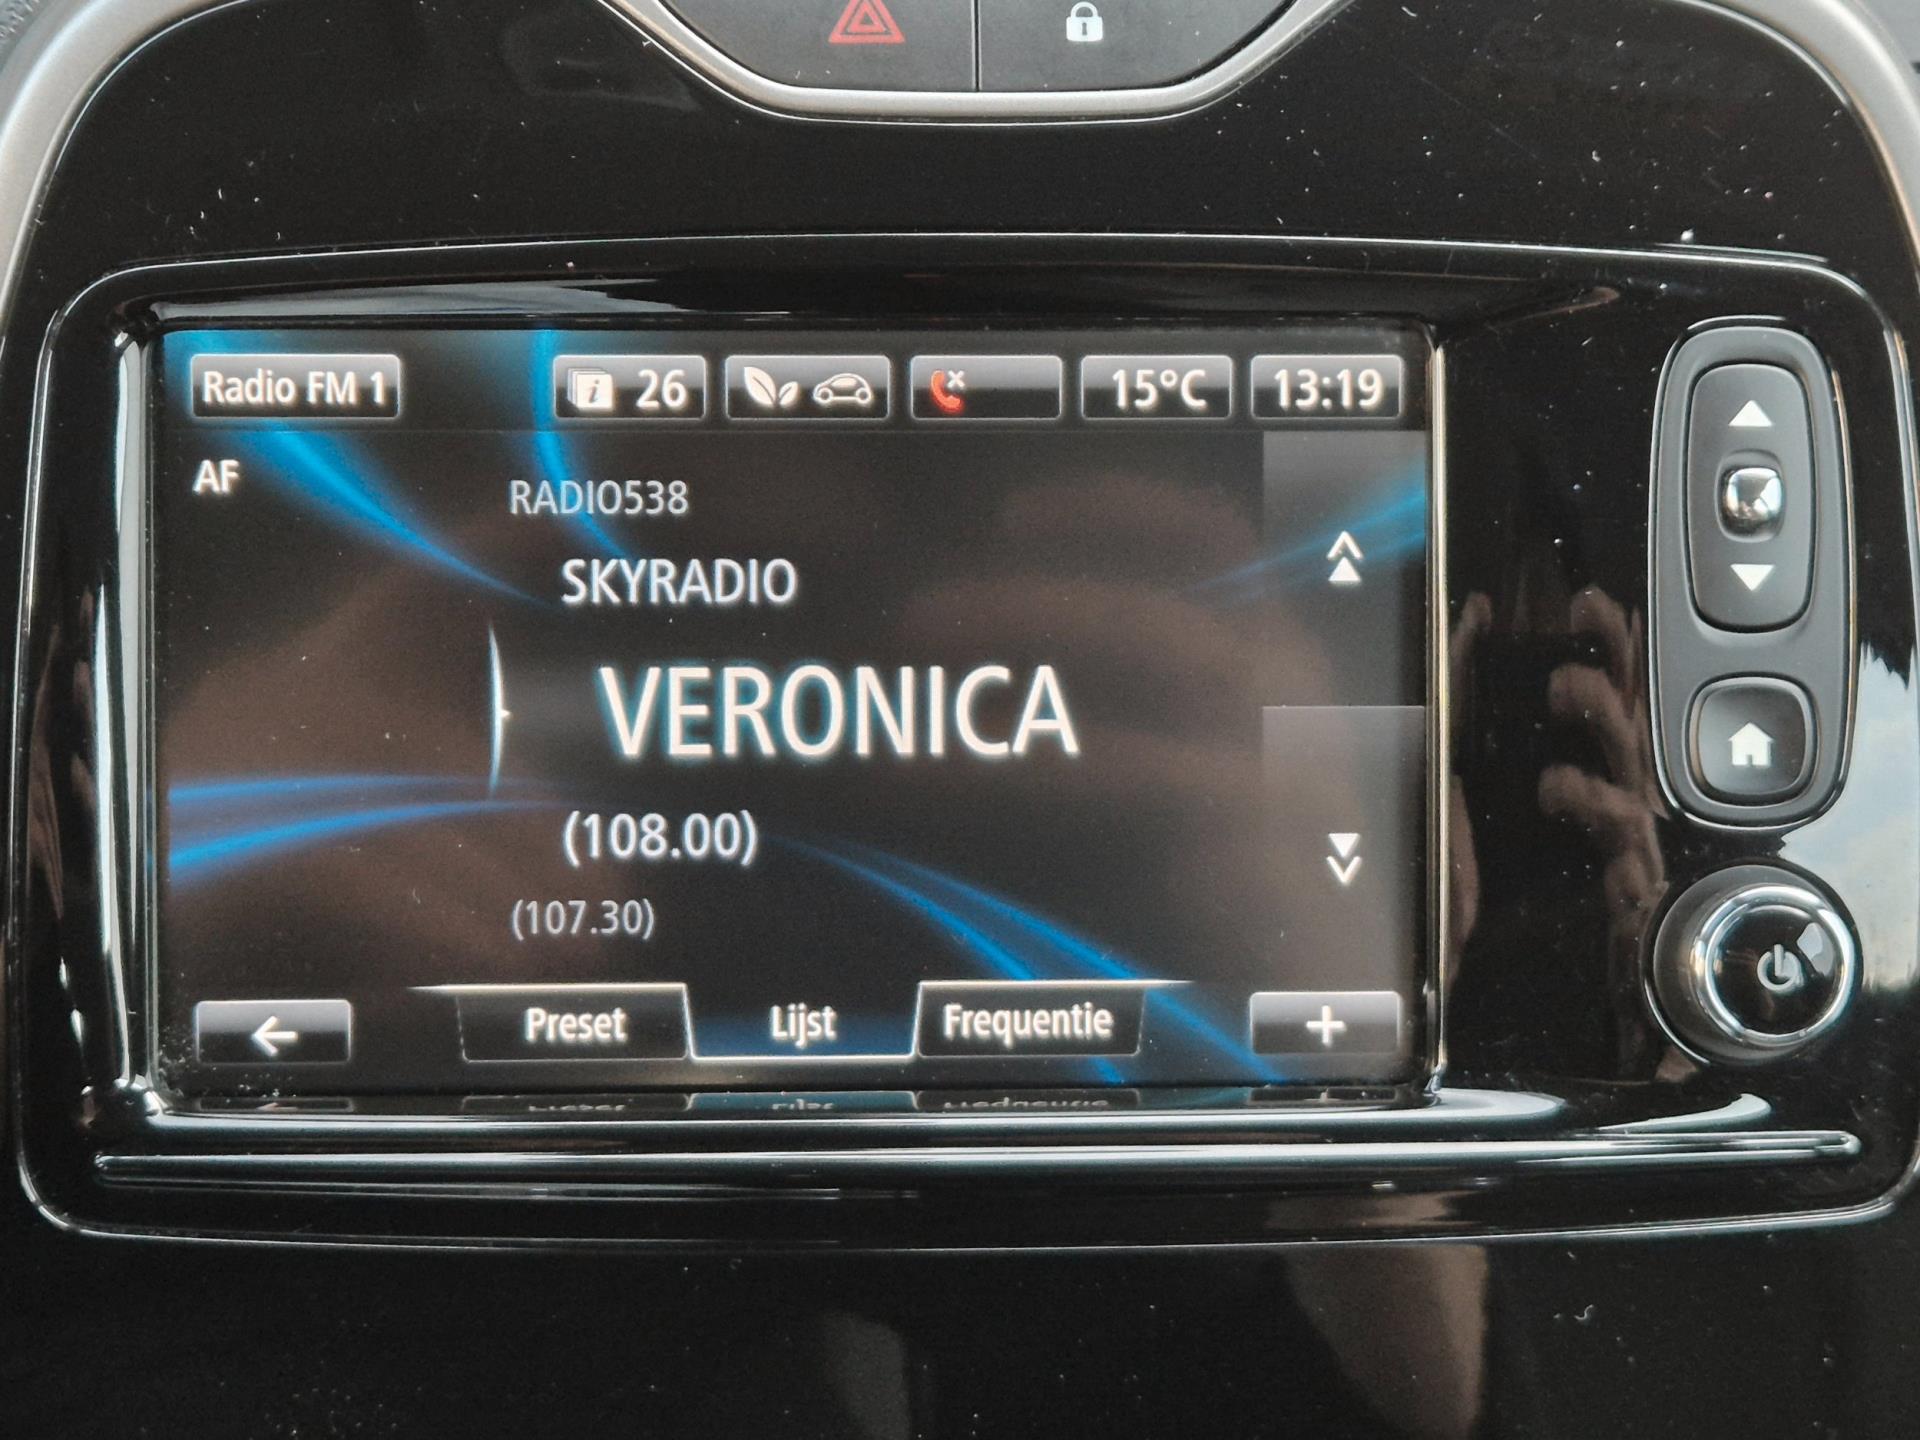 Radio FM 1 26 15°C 13:19
AF
RADIO538
SKYRADIO
VERONICA
(108.00)
(107.30)
Preset Lijst Frequentie